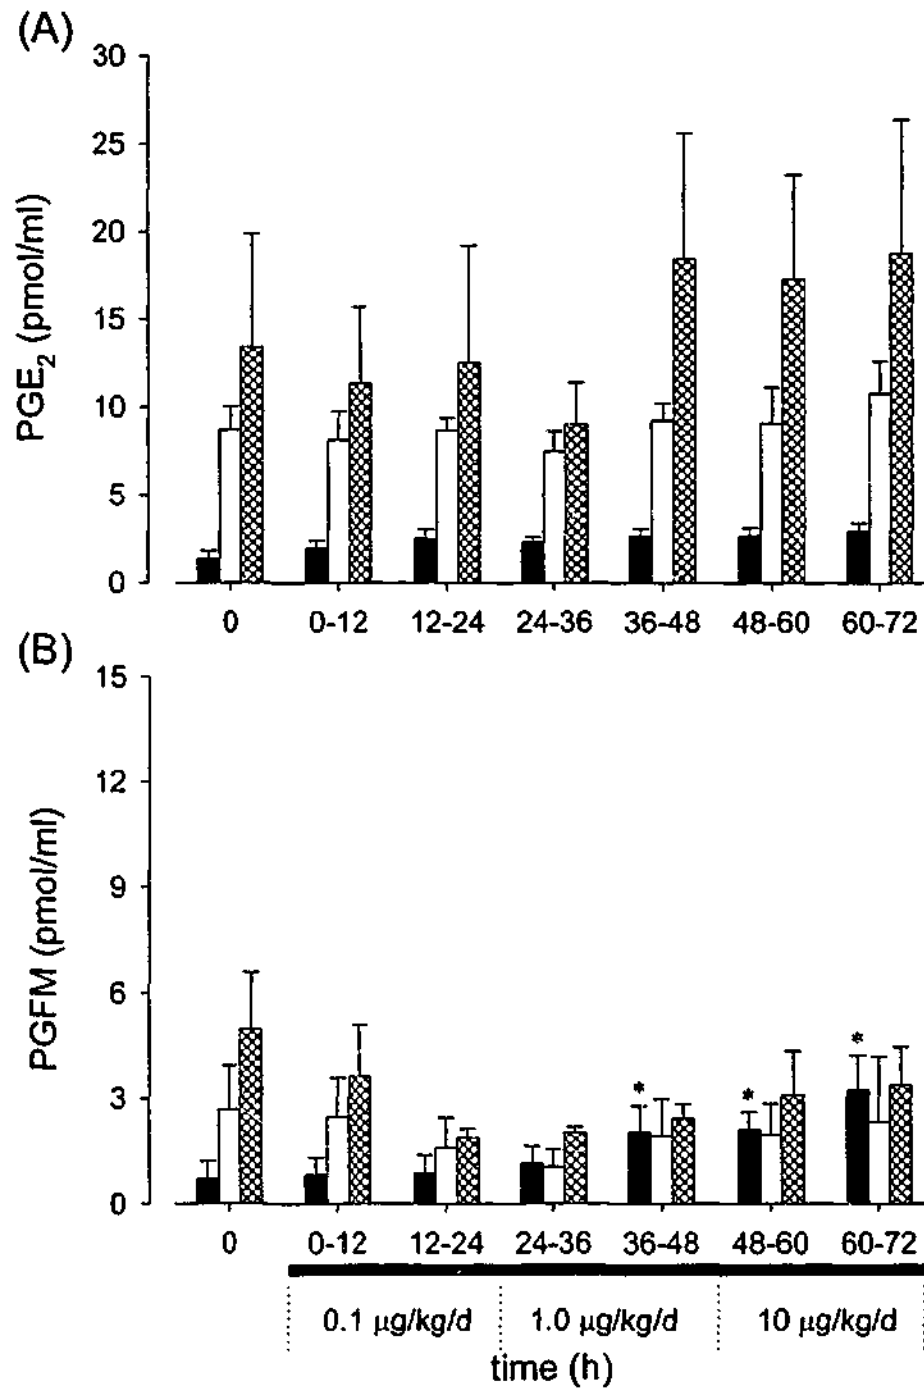 (A)
30
25
20
15
10
5
0
PGE₂ (pmol/ml)
0 0-12 12-24 24-36 36-48 48-60 60-72
(B)
15
12
9
6
3
0
PGFM (pmol/ml)
* * *
0 0-12 12-24 24-36 36-48 48-60 60-72
0.1 µg/kg/d 1.0 µg/kg/d 10 µg/kg/d
time (h)